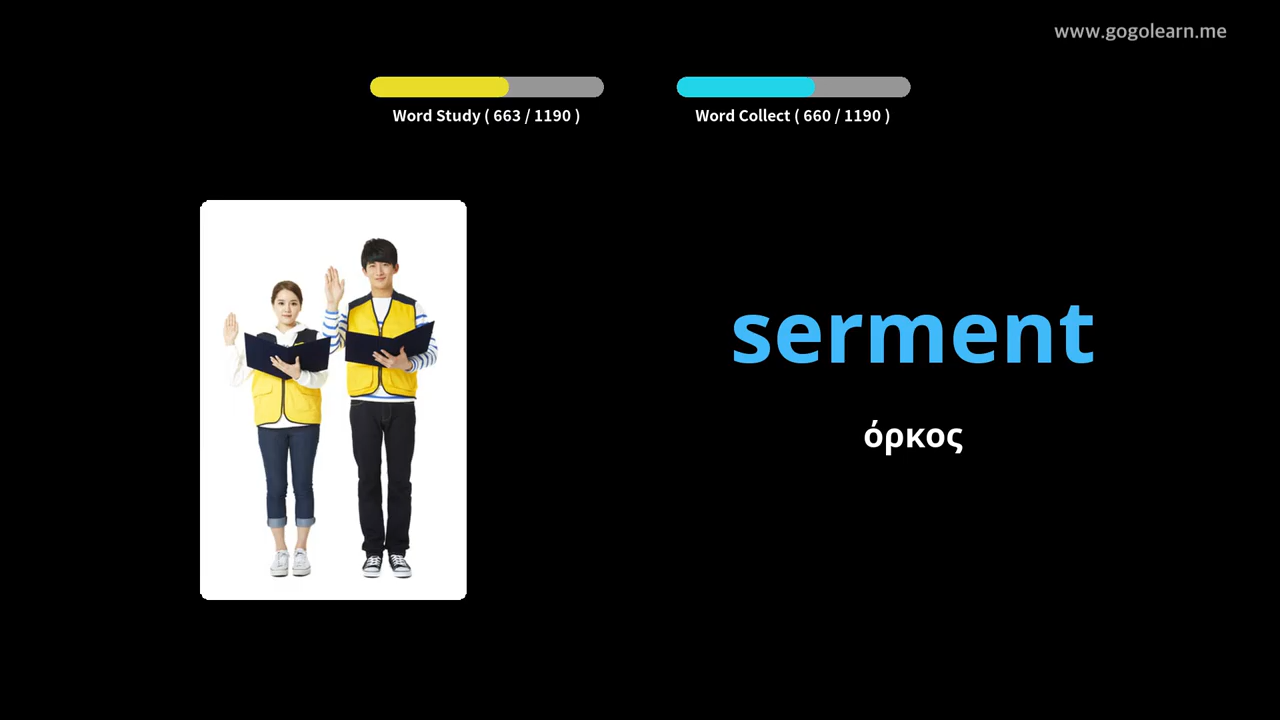 www.gogolearn.me
Word Study ( 663 / 1190 )
Word Collect ( 660 / 1190 )
serment
όρκος